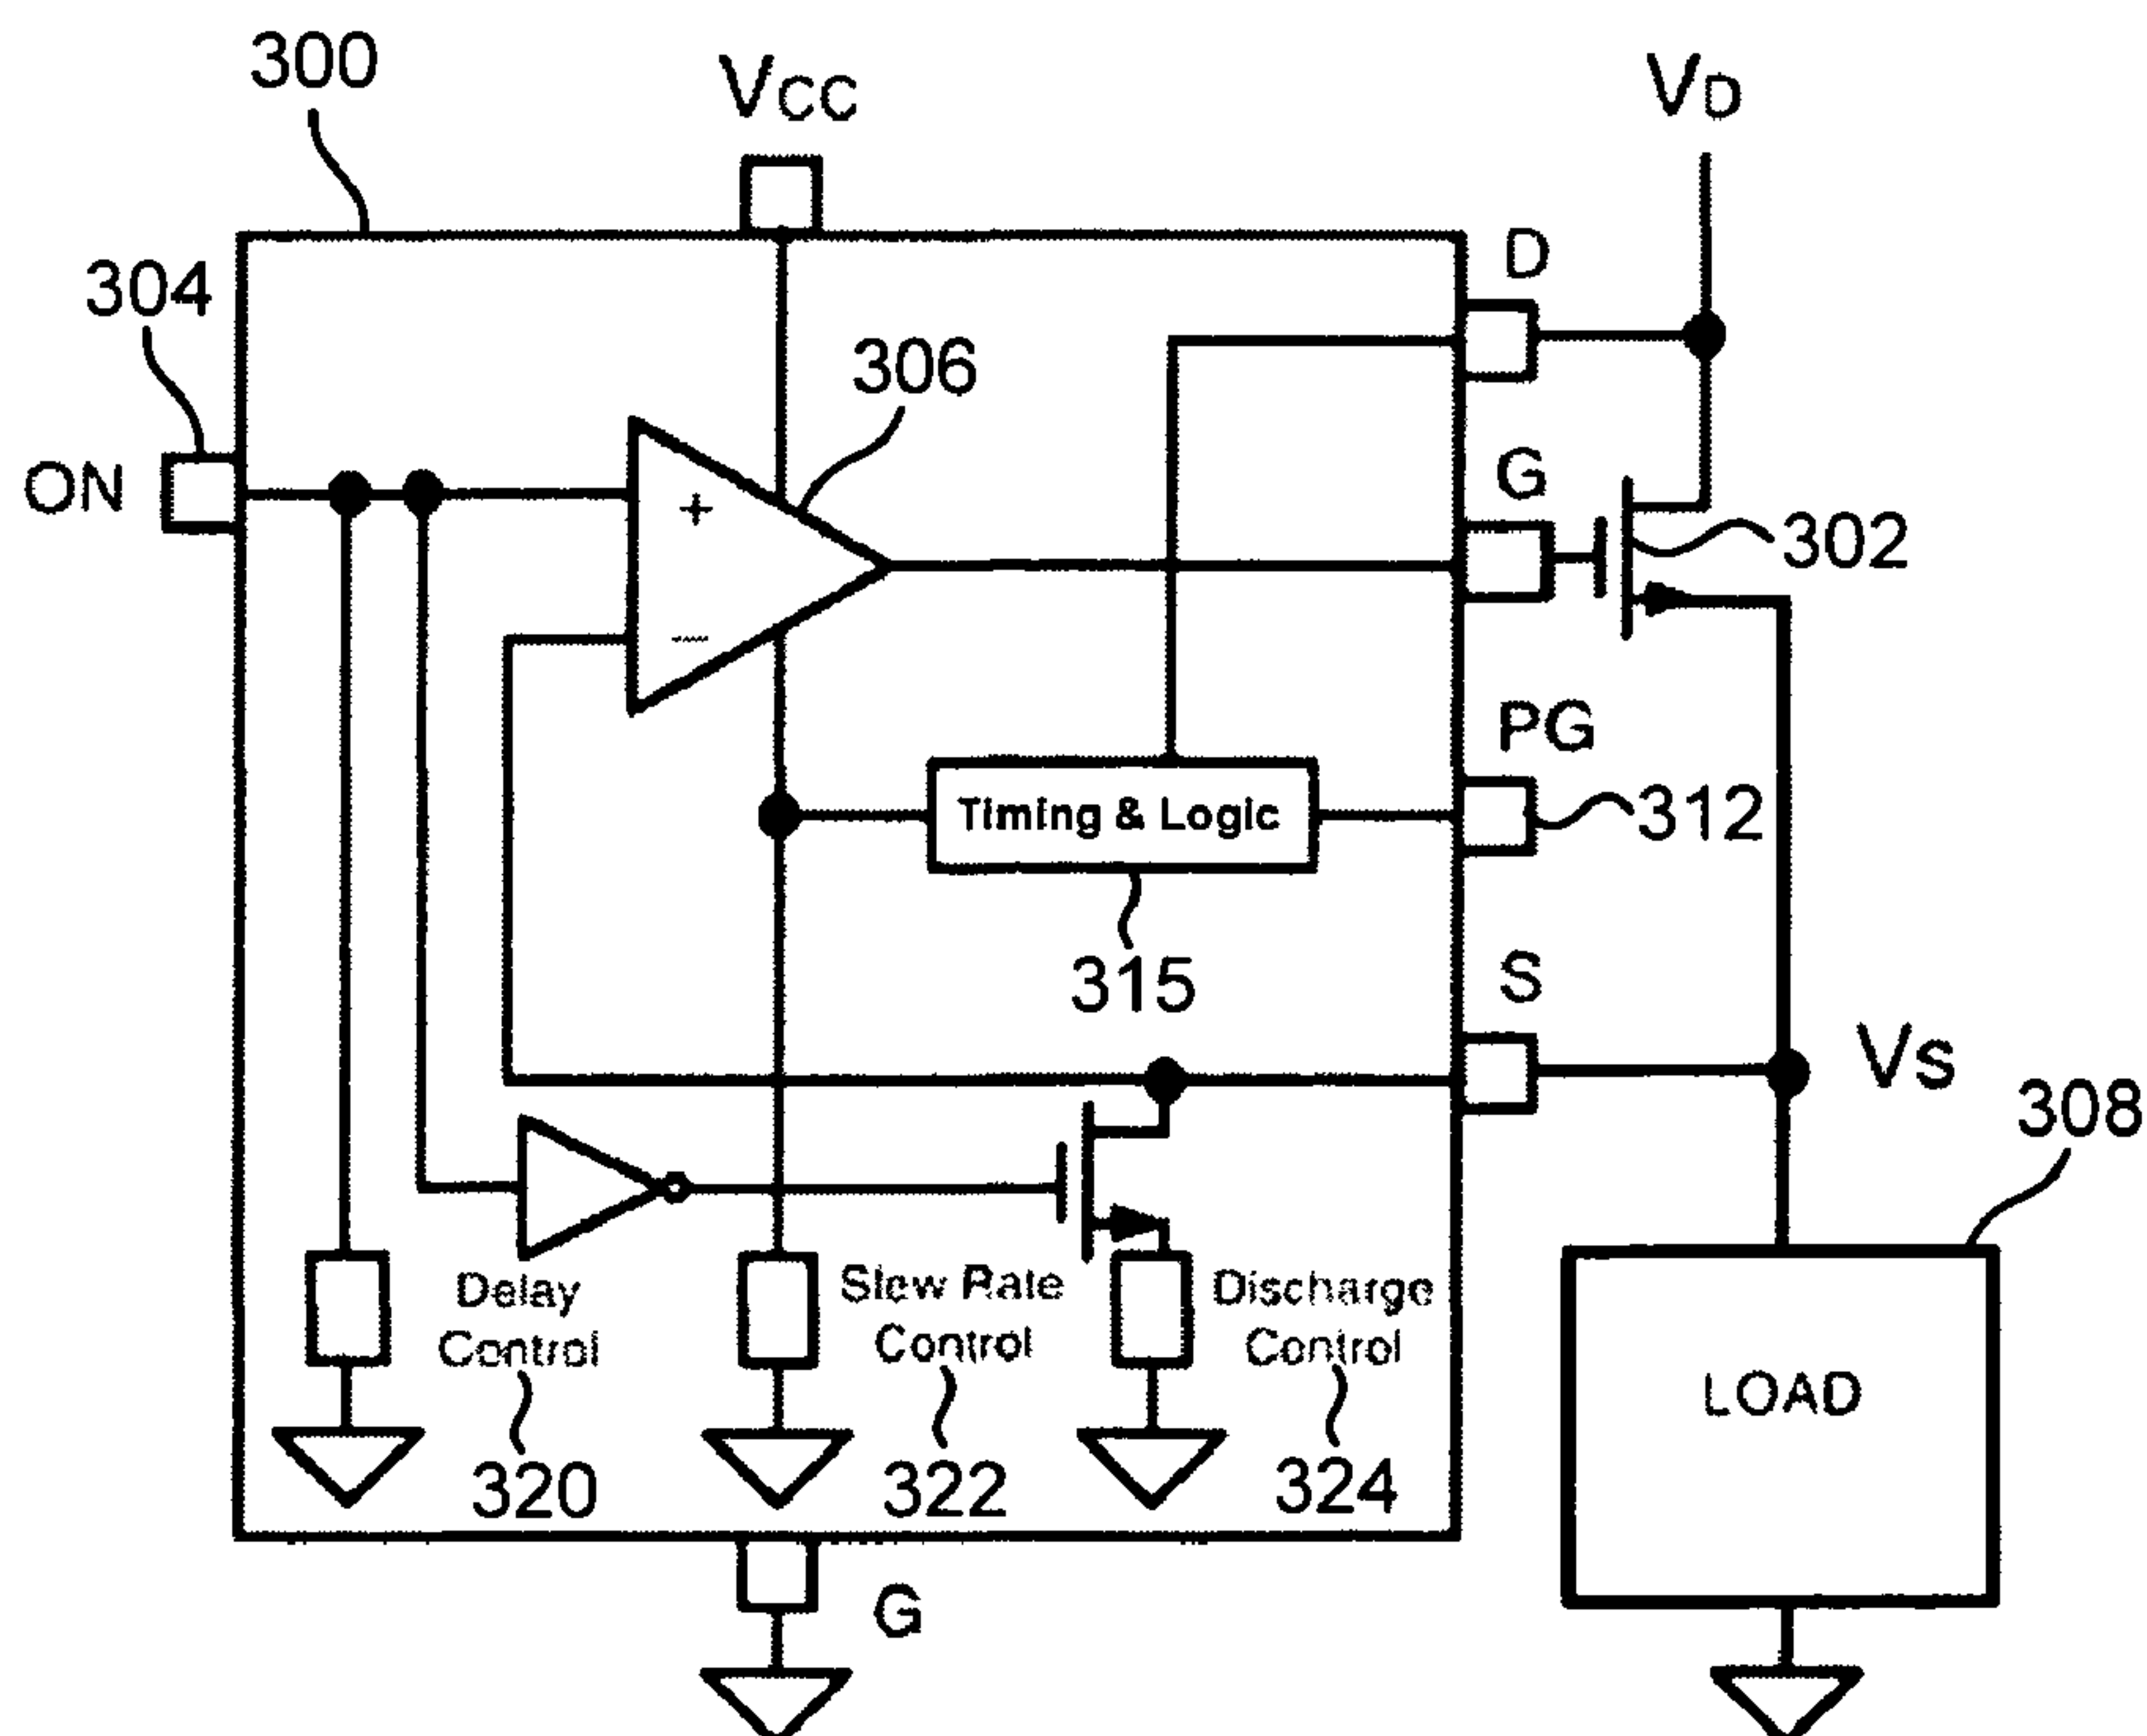 300
VCC
VD
304
D
306
ON
+
G
302
−
PG
Timing & Logic
312
315
S
VS
308
Delay
Control
Slew Rate
Control
Discharge
Control
LOAD
320
322
324
G